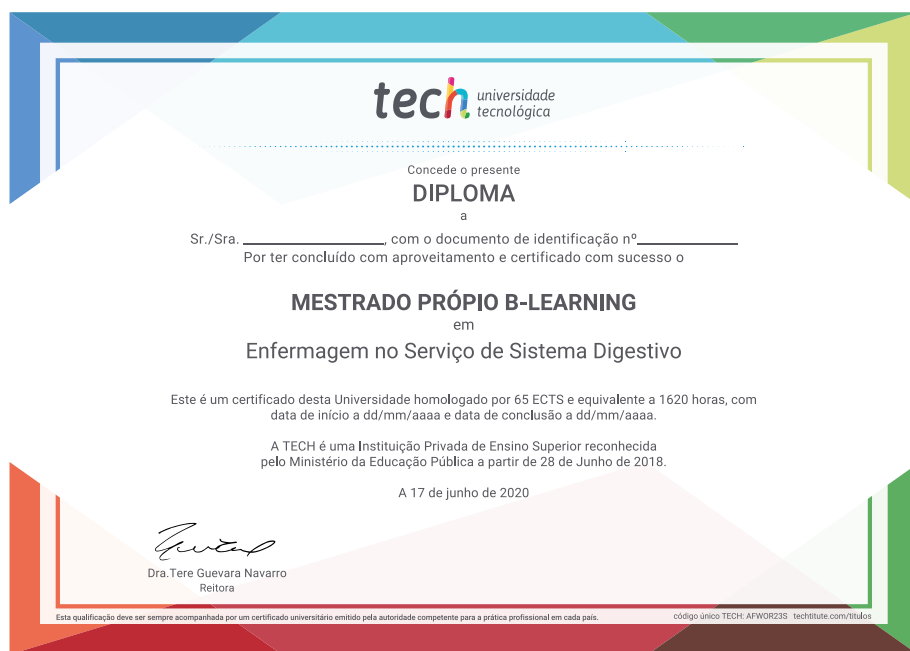 tech universidade
tecnológica
Concede o presente
DIPLOMA
a
Sr./Sra. ________________, com o documento de identificação nº____________
Por ter concluído com aproveitamento e certificado com sucesso o
MESTRADO PRÓPIO B-LEARNING
em
Enfermagem no Serviço de Sistema Digestivo
Este é um certificado desta Universidade homologado por 65 ECTS e equivalente a 1620 horas, com
data de início a dd/mm/aaaa e data de conclusão a dd/mm/aaaa.
A TECH é uma Instituição Privada de Ensino Superior reconhecida
pelo Ministério da Educação Pública a partir de 28 de Junho de 2018.
A 17 de junho de 2020
Dra.Tere Guevara Navarro
Reitora
Esta qualificação deve ser sempre acompanhada por um certificado universitário emitido pela autoridade competente para a prática profissional em cada país.
código único TECH: AFWOR23S techtitute.com/titulos